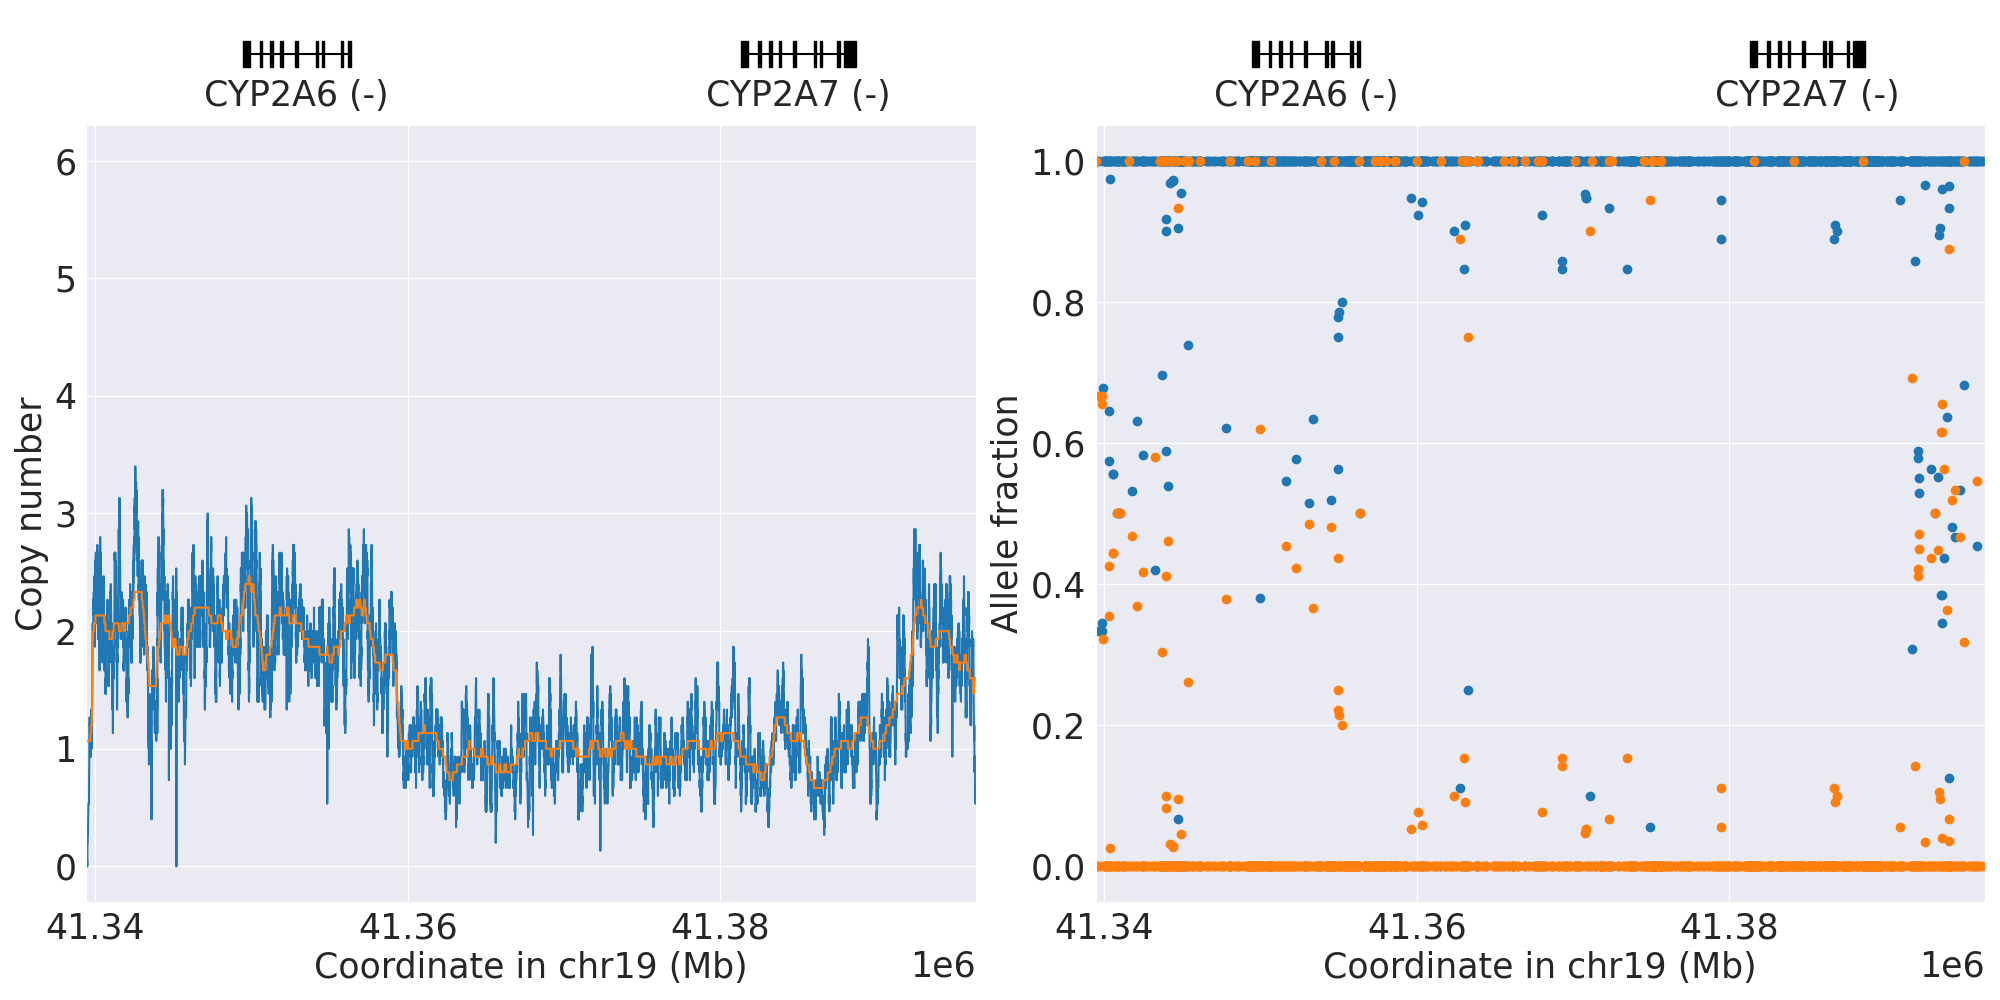 CYP2A6 (-)
CYP2A7 (-)
CYP2A6 (-)
CYP2A7 (-)
6
5
4
3
2
1
0
Copy number
41.34
41.36
41.38
Coordinate in chr19 (Mb)
1e6
1.0
0.8
0.6
0.4
0.2
0.0
Allele fraction
41.34
41.36
41.38
Coordinate in chr19 (Mb)
1e6